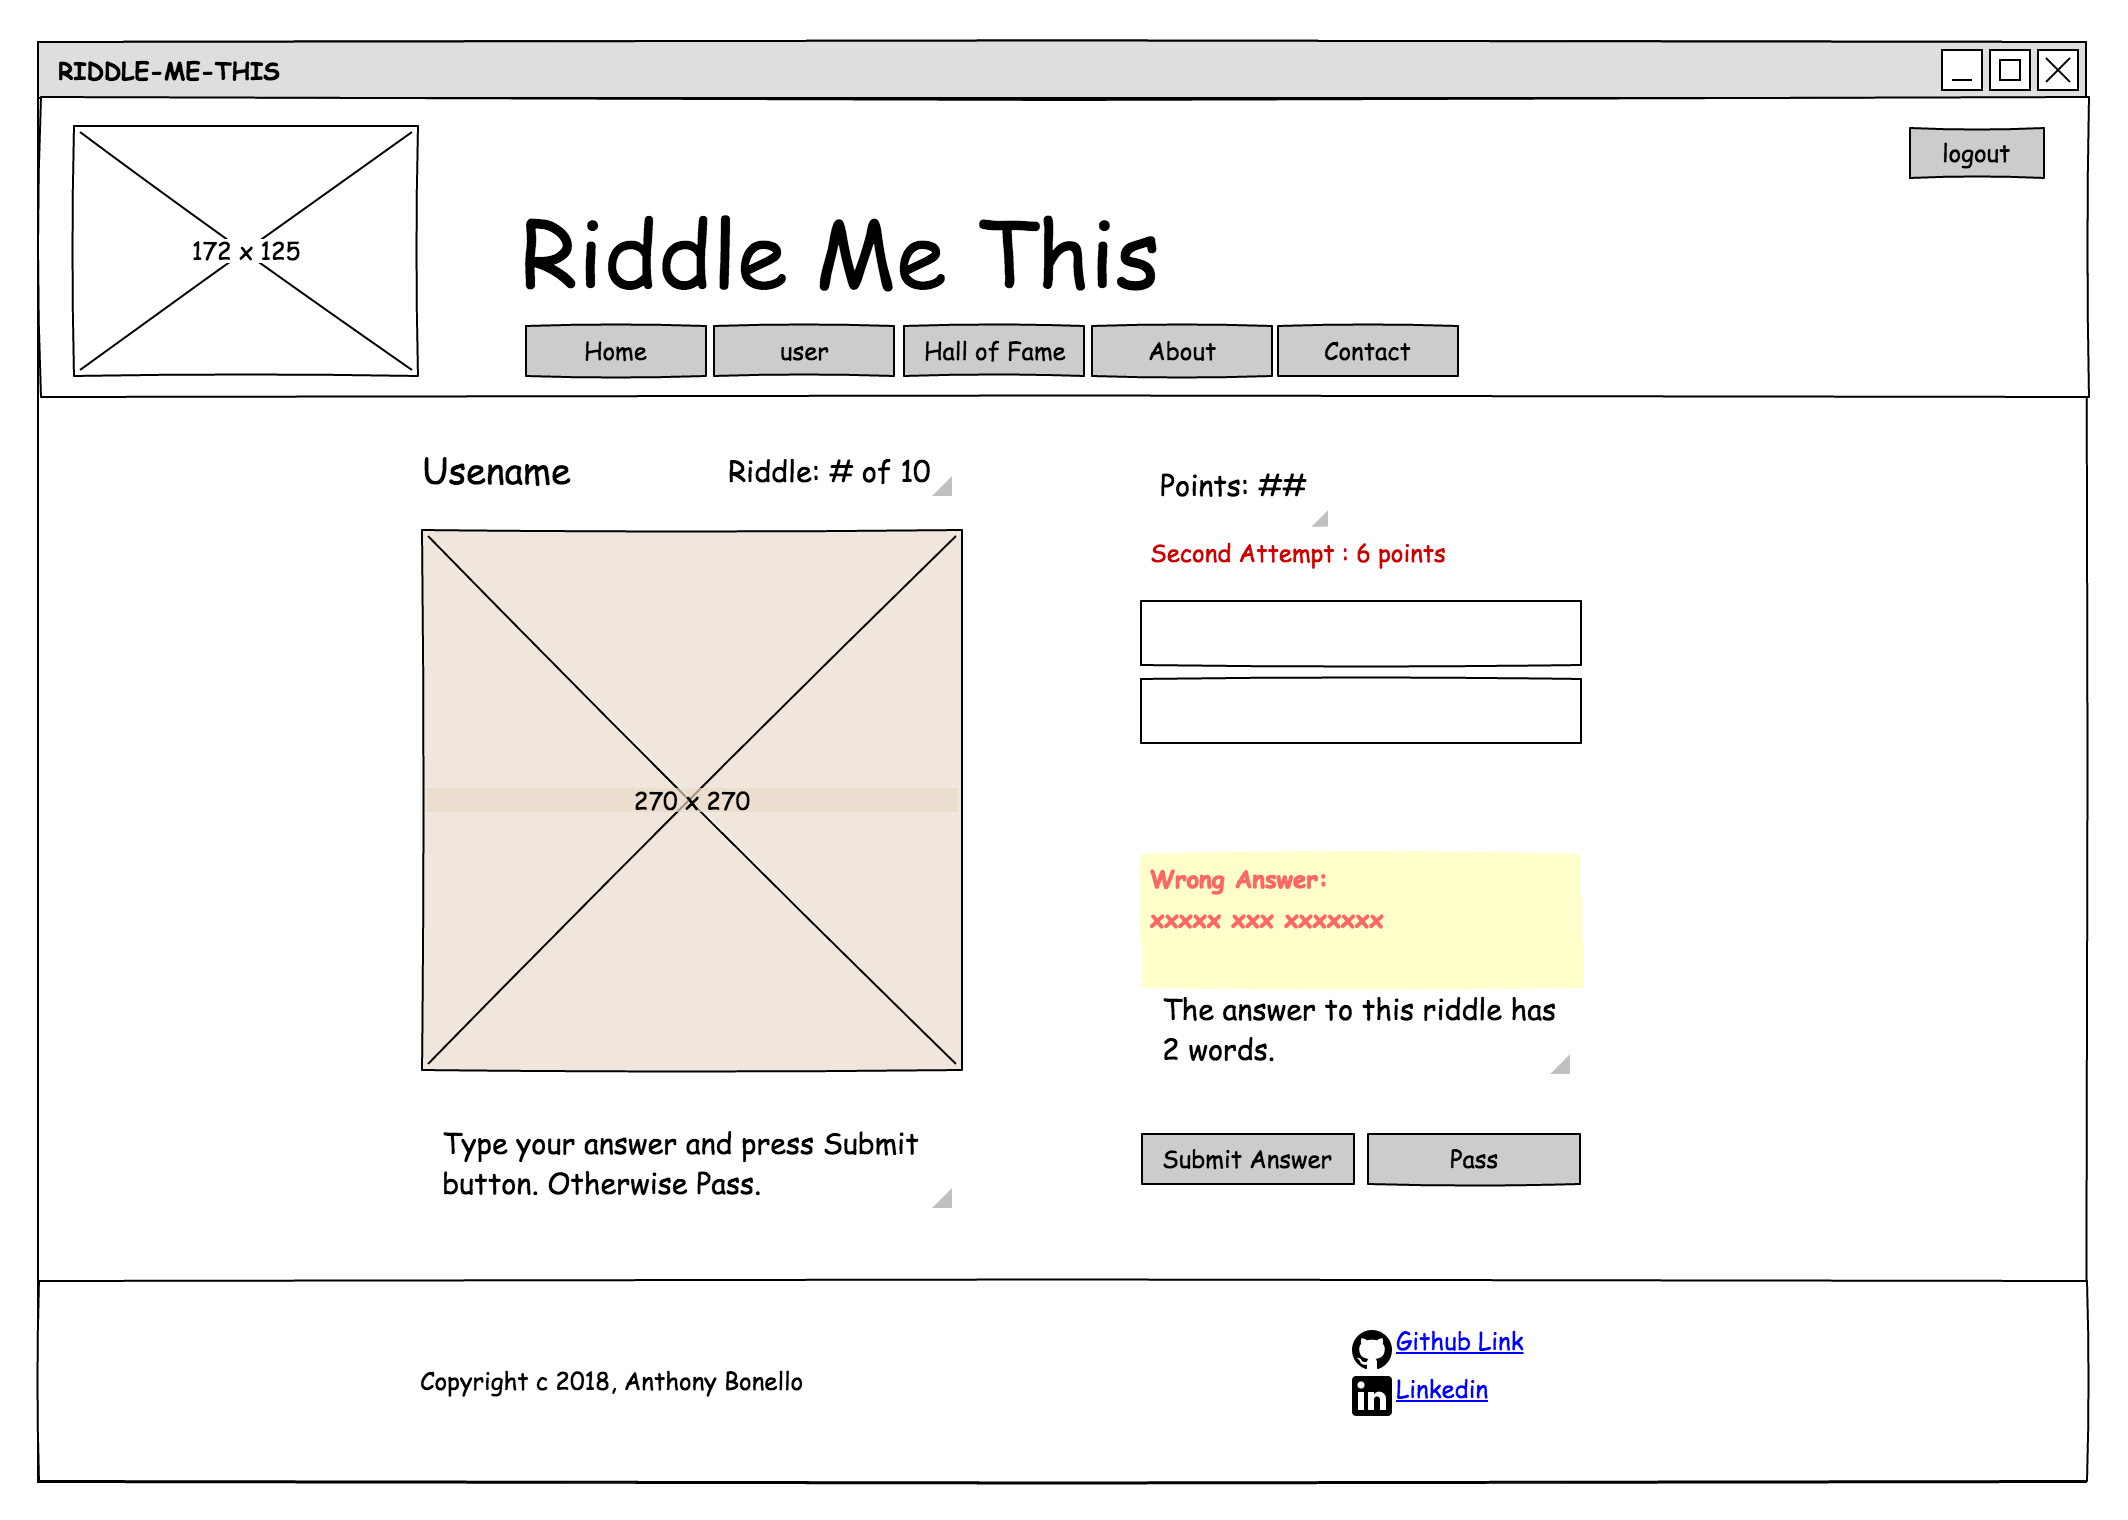 RIDDLE-ME-THIS
logout
172 x 125
Riddle Me This
Home
user
Hall of Fame
About
Contact
Usename
Riddle: # of 10
Points: ##
Second Attempt : 6 points
270 x 270
Wrong Answer:
xxxxx xxx xxxxxxx
The answer to this riddle has
2 words.
Type your answer and press Submit
button. Otherwise Pass.
Submit Answer
Pass
Copyright c 2018, Anthony Bonello
Github Link
in
Linkedin